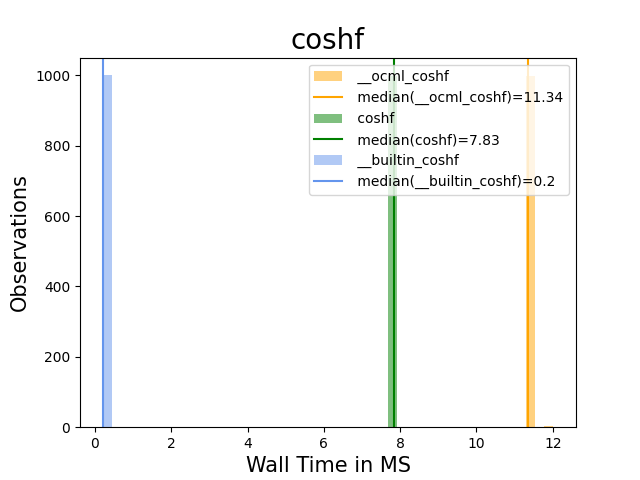 coshf
1000
800
600
400
200
0
Observations
__ocml_coshf
median(__ocml_coshf)=11.34
coshf
median(coshf)=7.83
__builtin_coshf
median(__builtin_coshf)=0.2
0 2 4 6 8 10 12
Wall Time in MS